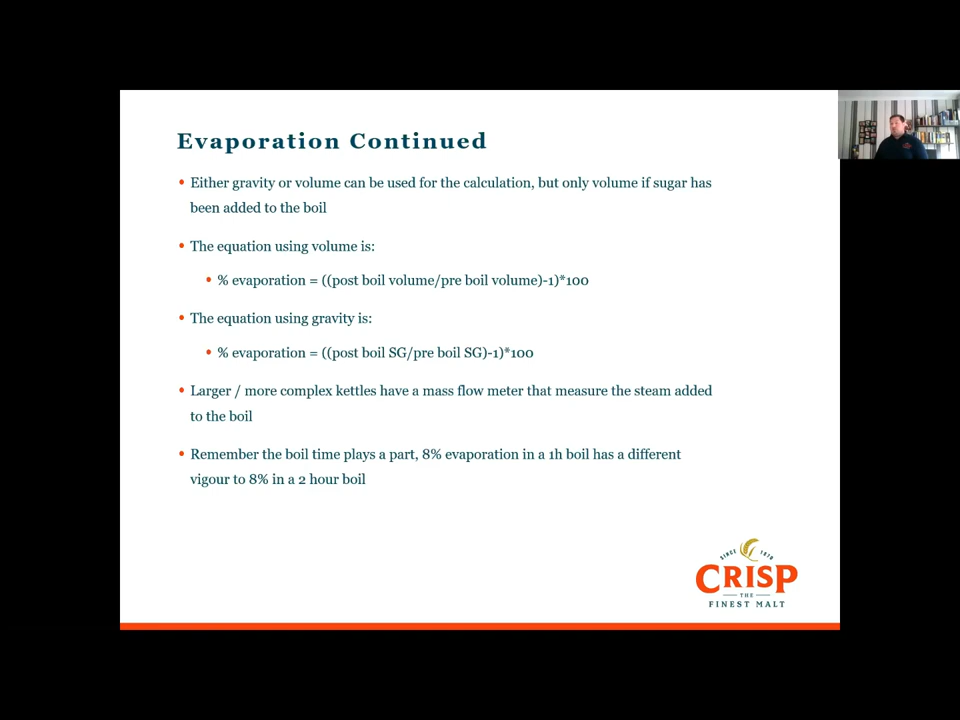 Evaporation Continued
• Either gravity or volume can be used for the calculation, but only volume if sugar has
been added to the boil
• The equation using volume is:
• % evaporation = ((post boil volume/pre boil volume)-1)*100
• The equation using gravity is:
• % evaporation = ((post boil SG/pre boil SG)-1)*100
• Larger / more complex kettles have a mass flow meter that measure the steam added
to the boil
• Remember the boil time plays a part, 8% evaporation in a 1h boil has a different
vigour to 8% in a 2 hour boil
SINCE 1870
CRISP
THE
FINEST MALT